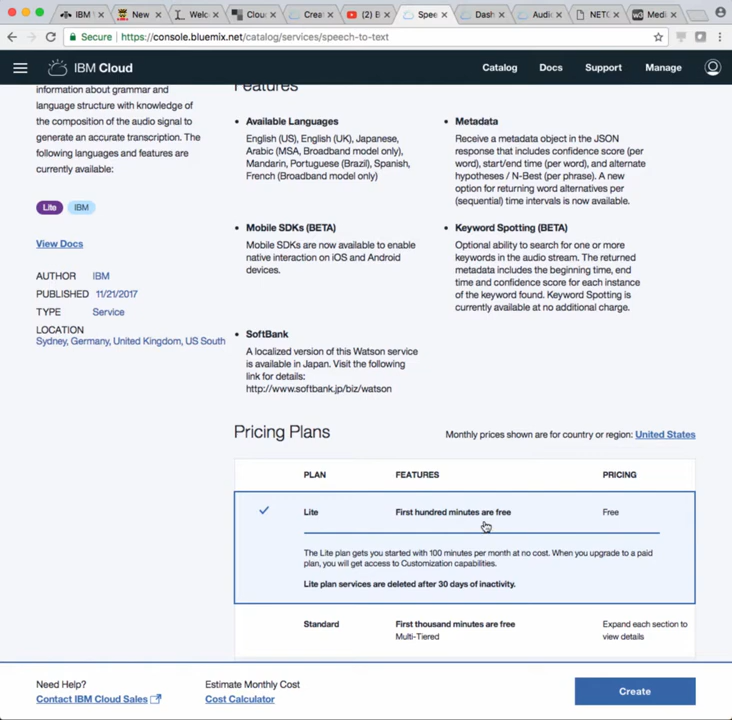 IBM \
New
Welc
Clou
Crea
(2) E
Spee
Dash
Audi
NETC
Medi
Secure
https://console.bluemix.net/catalog/services/speech-to-text
IBM Cloud
Catalog
Docs
Support
Manage
information about grammar and
language structure with knowledge of
the composition of the audio signal to
generate an accurate transcription. The
following languages and features are
currently available:
Lite
IBM
View Docs
AUTHOR IBM
PUBLISHED 11/21/2017
TYPE Service
LOCATION
Sydney, Germany, United Kingdom, US South
Features
Available Languages
English (US), English (UK), Japanese,
Arabic (MSA, Broadband model only),
Mandarin, Portuguese (Brazil), Spanish,
French (Broadband model only)
Metadata
Receive a metadata object in the JSON
response that includes confidence score (per
word), start/end time (per word), and alternate
hypotheses / N-Best (per phrase). A new
option for returning word alternatives per
(sequential) time intervals is now available.
Mobile SDKs (BETA)
Mobile SDKs are now available to enable
native interaction on iOS and Android
devices.
Keyword Spotting (BETA)
Optional ability to search for one or more
keywords in the audio stream. The returned
metadata includes the beginning time, end
time and confidence score for each instance
of the keyword found. Keyword Spotting is
currently available at no additional charge.
SoftBank
A localized version of this Watson service
is available in Japan. Visit the following
link for details:
http://www.softbank.jp/biz/watson
Pricing Plans
Monthly prices shown are for country or region: United States
PLAN
FEATURES
PRICING
Lite
First hundred minutes are free
Free
The Lite plan gets you started with 100 minutes per month at no cost. When you upgrade to a paid
plan, you will get access to Customization capabilities.
Lite plan services are deleted after 30 days of inactivity.
Standard
First thousand minutes are free
Multi-Tiered
Expand each section to
view details
Need Help?
Contact IBM Cloud Sales
Estimate Monthly Cost
Cost Calculator
Create